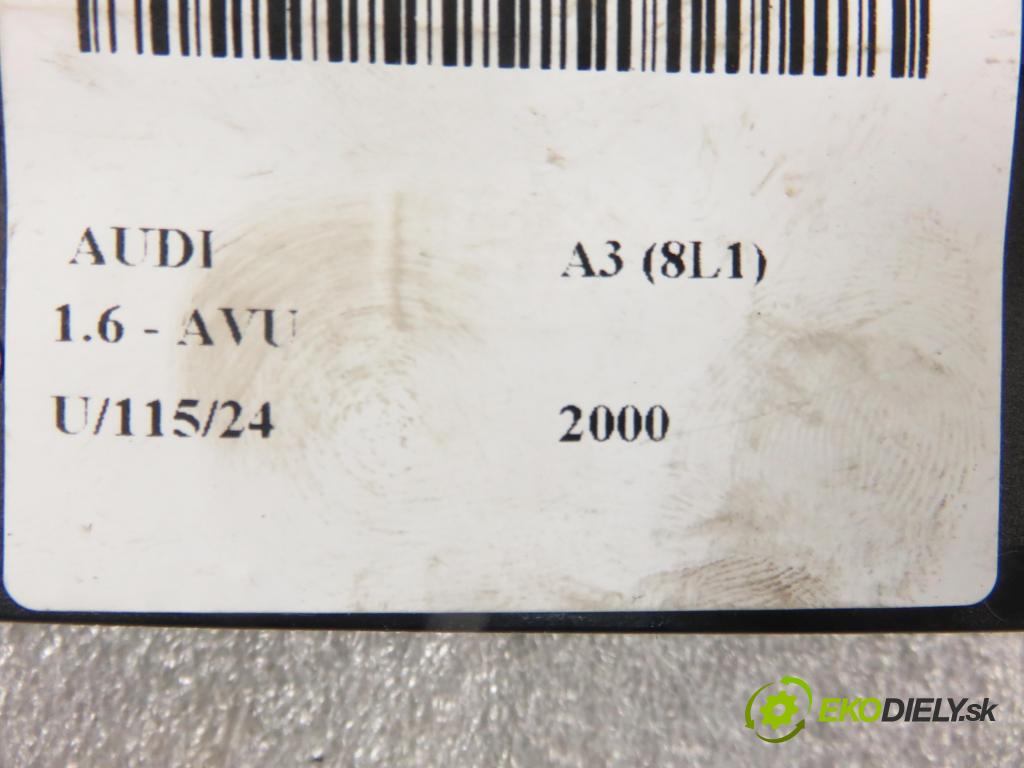 AUDI A3 (8L1)
1.6 - AVU
U/115/24 2000
EKODIELY.sk